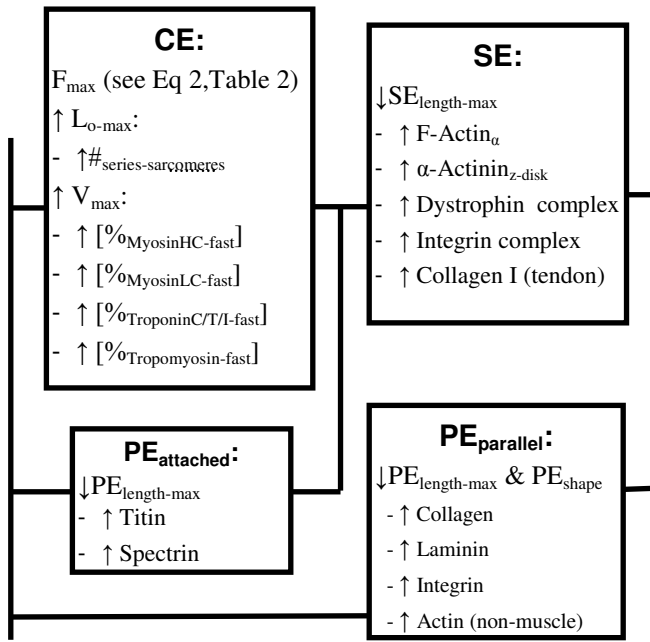 CE:
F_max (see Eq 2,Table 2)
↑ L_o-max:
- ↑#_series-sarcomeres
↑ V_max:
- ↑ [%_MyosinHC-fast]
- ↑ [%_MyosinLC-fast]
- ↑ [%_TroponinC/T/I-fast]
- ↑ [%_Tropomyosin-fast]
SE:
↓SE_length-max
- ↑ F-Actin_α
- ↑ α-Actinin_z-disk
- ↑ Dystrophin complex
- ↑ Integrin complex
- ↑ Collagen I (tendon)
PE_attached:
↓PE_length-max
- ↑ Titin
- ↑ Spectrin
PE_parallel:
↓PE_length-max & PE_shape
- ↑ Collagen
- ↑ Laminin
- ↑ Integrin
- ↑ Actin (non-muscle)